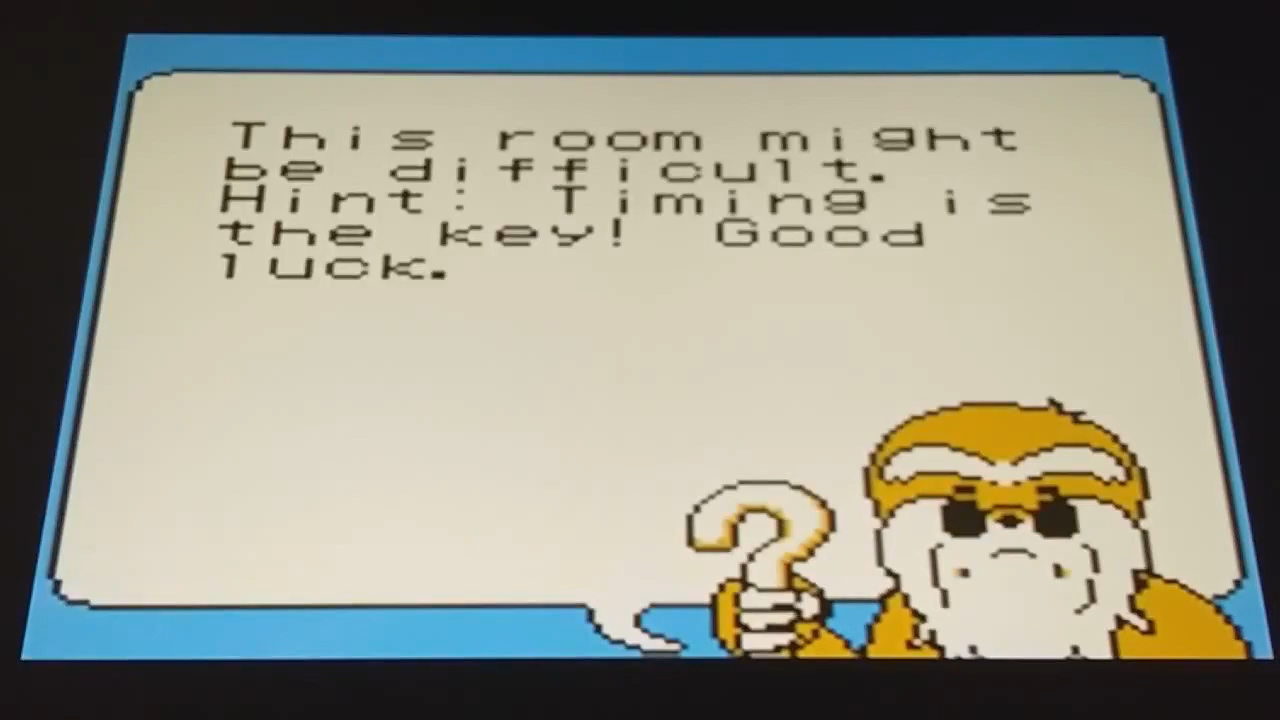 This room might
be difficult.
Hint: Timing is
the key! Good
luck.